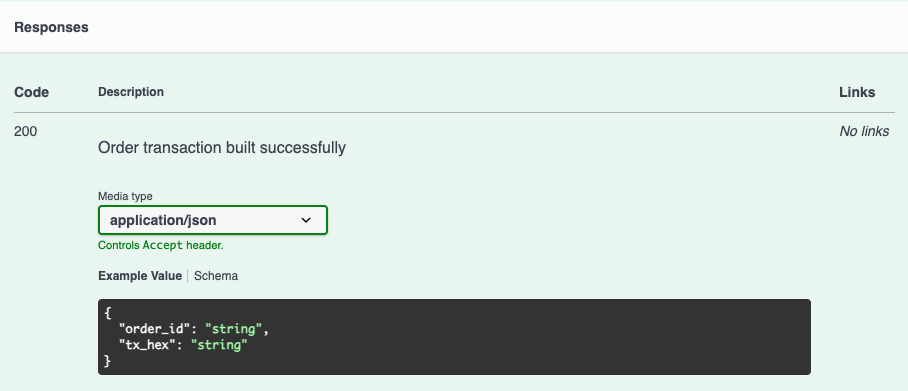 Responses
Code Description Links
200 No links
Order transaction built successfully
Media type
application/json
Controls Accept header.
Example Value Schema
{
  "order_id": "string",
  "tx_hex": "string"
}